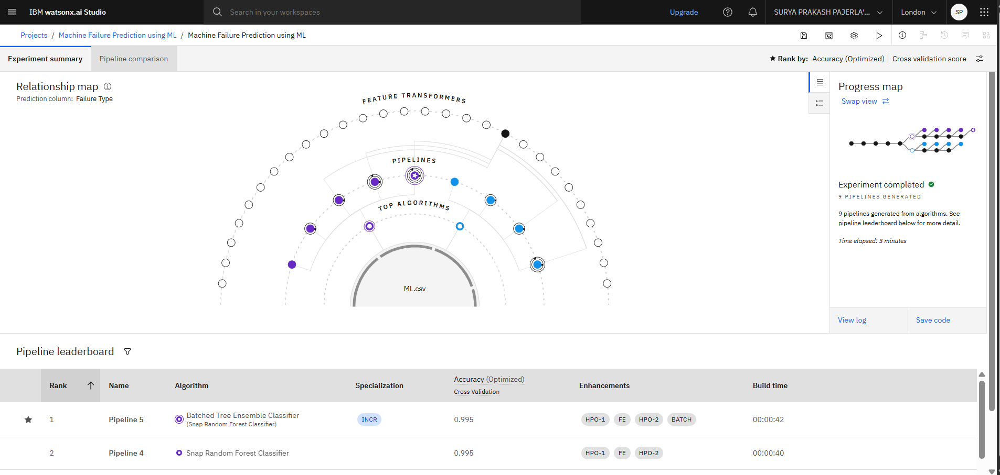 IBM watsonx.ai Studio
Search in your workspaces
Upgrade
SURYA PRAKASH PAJERLA'...
London
SP
Projects / Machine Failure Prediction using ML / Machine Failure Prediction using ML
Experiment summary
Pipeline comparison
Rank by: Accuracy (Optimized) | Cross validation score
Relationship map
Prediction column: Failure Type
FEATURE TRANSFORMERS
PIPELINES
TOP ALGORITHMS
ML.csv
Progress map
Swap view
Experiment completed
9 PIPELINES GENERATED
9 pipelines generated from algorithms. See
pipeline leaderboard below for more detail.
Time elapsed: 3 minutes
View log
Save code
Pipeline leaderboard
Rank Name Algorithm Specialization Accuracy (Optimized) Enhancements Build time
Cross Validation
1 Pipeline 5 Batched Tree Ensemble Classifier INCR 0.995 HPO-1 FE HPO-2 BATCH 00:00:42
(Snap Random Forest Classifier)
2 Pipeline 4 Snap Random Forest Classifier 0.995 HPO-1 FE HPO-2 00:00:40